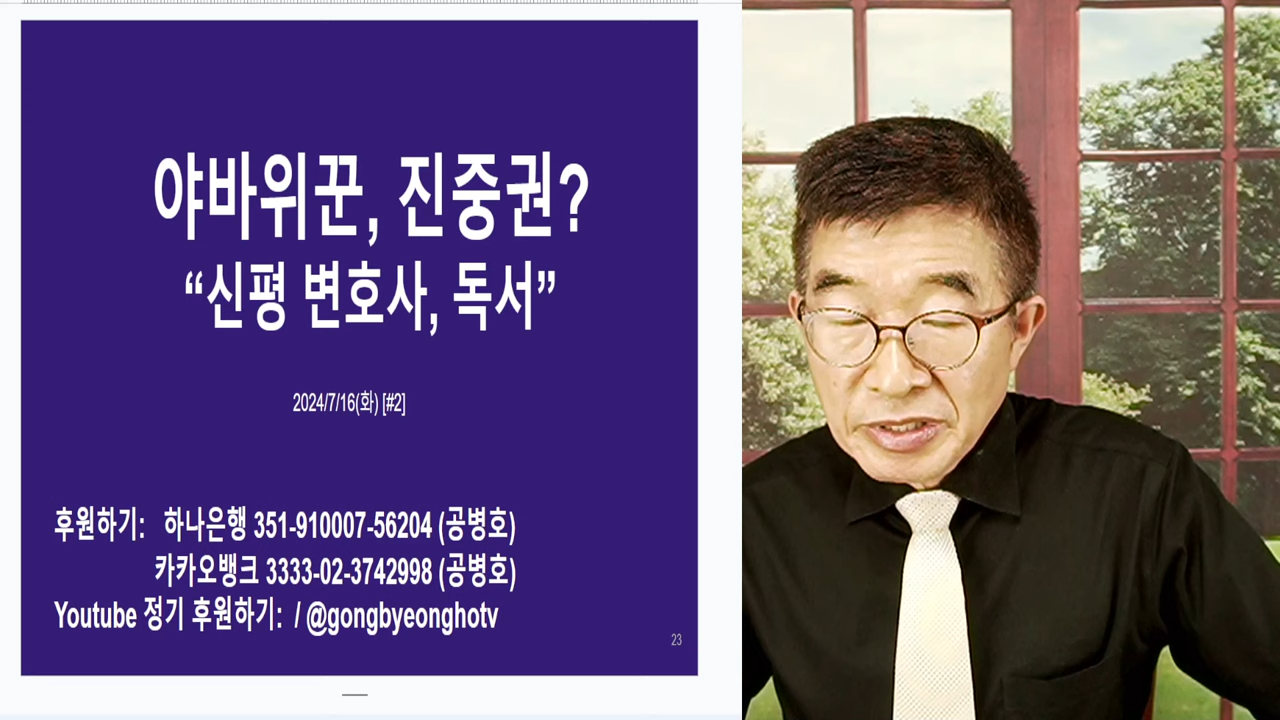 야바위꾼, 진중권?
“신평 변호사, 독서”
2024/7/16(화) [#2]
후원하기: 하나은행 351-910007-56204 (공병호)
카카오뱅크 3333-02-3742998 (공병호)
Youtube 정기 후원하기: / @gongbyeonghotv
23